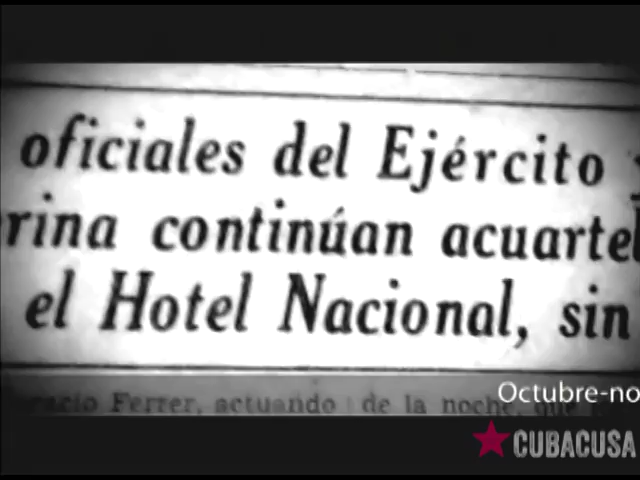 oficiales del Ejército y
rina continúan acuartel
el Hotel Nacional, sin
Horacio Ferrer, actuando de la noche, que
Octubre-no
CUBACUSA